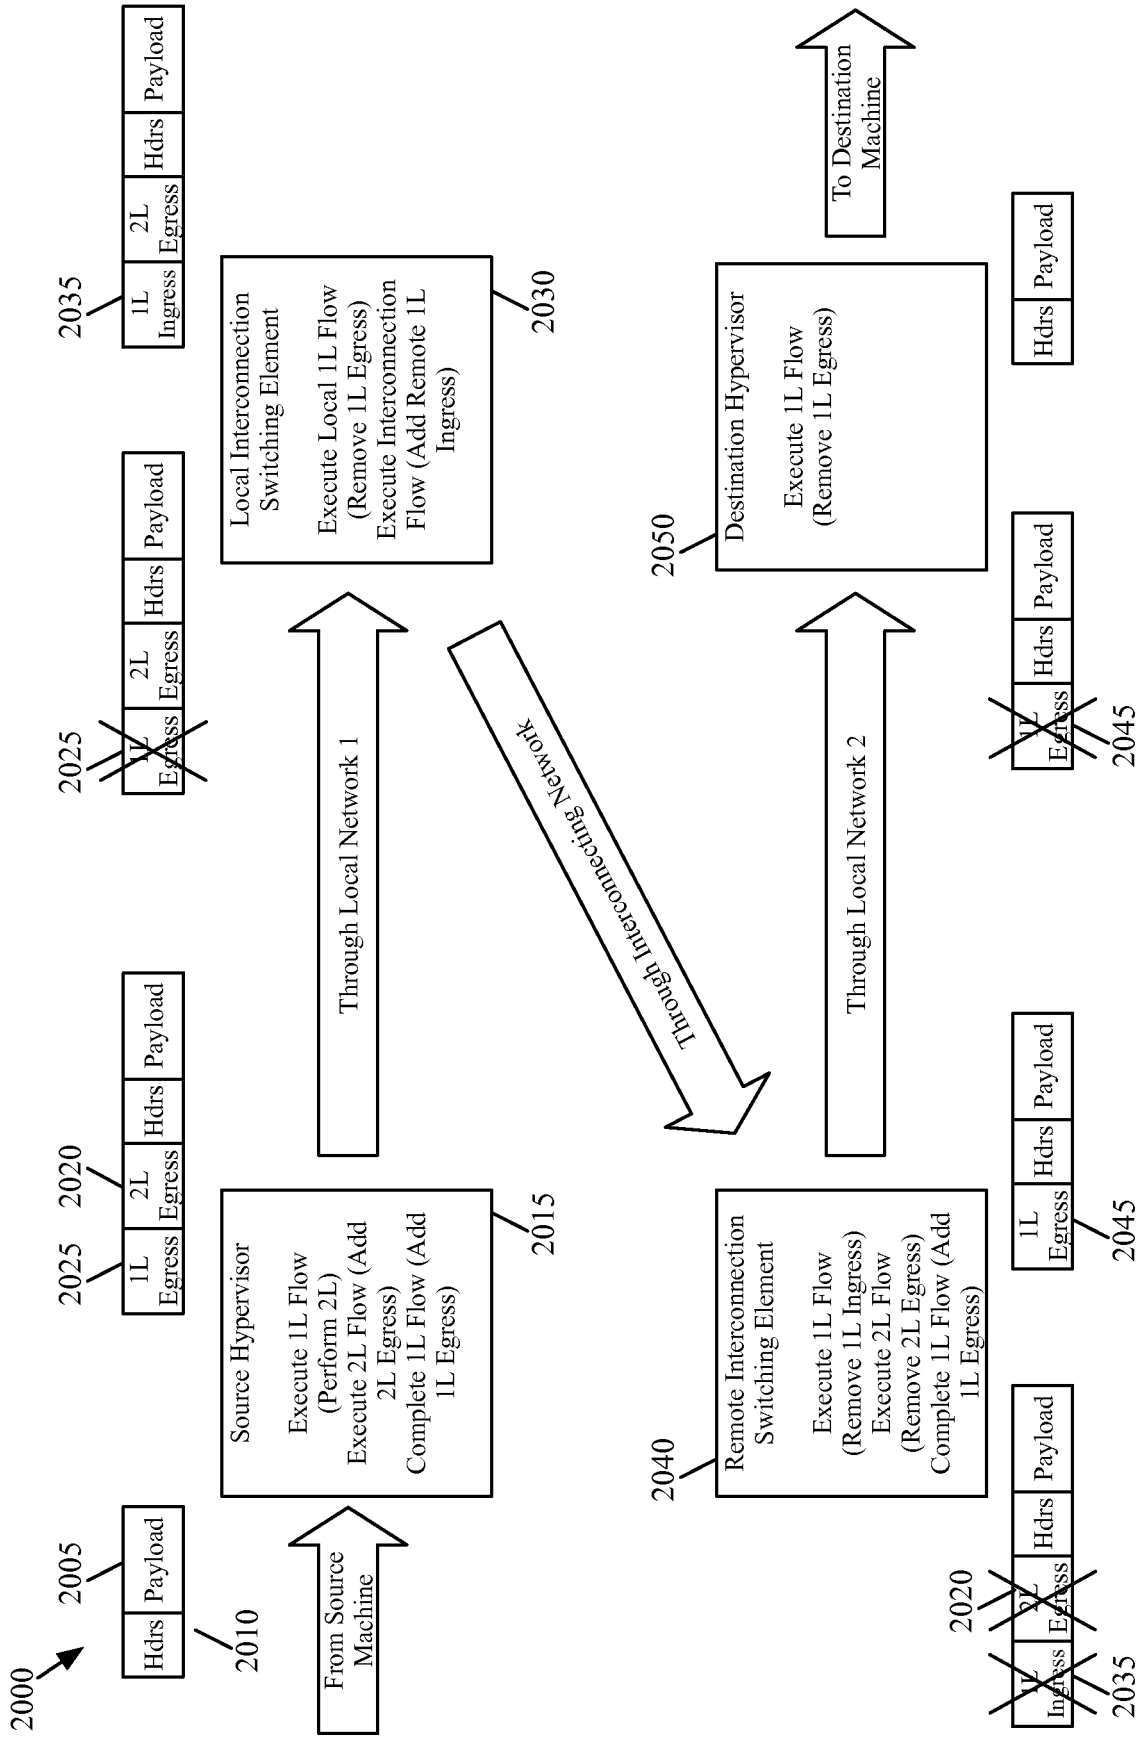 2000
2005
Hdrs
Payload
2010
From Source
Machine
2025
2020
1L
Egress
2L
Egress
Hdrs
Payload
Source Hypervisor
Execute 1L Flow
(Perform 2L)
Execute 2L Flow (Add
2L Egress)
Complete 1L Flow (Add
1L Egress)
2015
Through Local Network 1
2025
1L
Egress
2L
Egress
Hdrs
Payload
2035
1L
Ingress
2L
Egress
Hdrs
Payload
Local Interconnection
Switching Element
Execute Local 1L Flow
(Remove 1L Egress)
Execute Interconnection
Flow (Add Remote 1L
Ingress)
2030
Through Interconnecting Network
2040
Remote Interconnection
Switching Element
Execute 1L Flow
(Remove 1L Ingress)
Execute 2L Flow
(Remove 2L Egress)
Complete 1L Flow (Add
1L Egress)
2020
1L
Ingress
2L
Egress
Hdrs
Payload
2035
1L
Egress
Hdrs
Payload
2045
Through Local Network 2
2050
Destination Hypervisor
Execute 1L Flow
(Remove 1L Egress)
1L
Egress
Hdrs
Payload
2045
Hdrs
Payload
To Destination
Machine